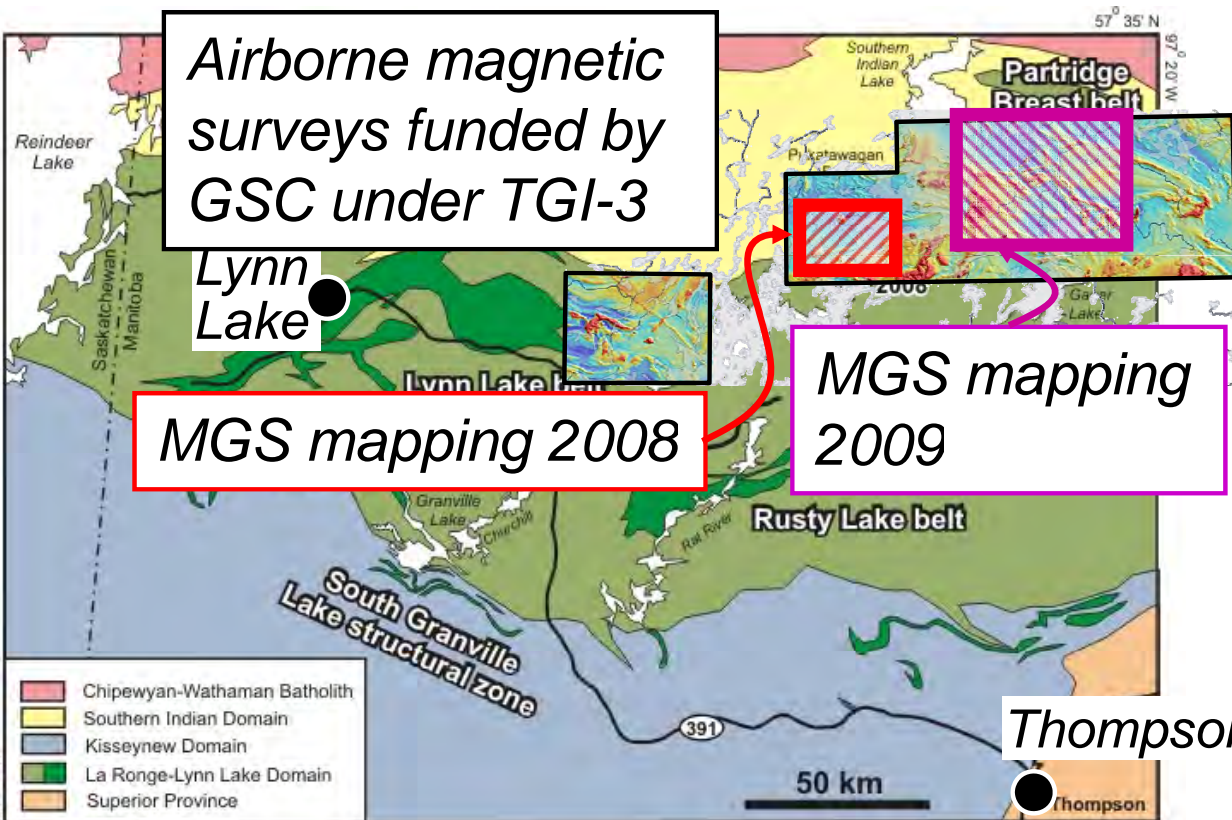 57° 35' N
97° 20' W
Airborne magnetic
surveys funded by
GSC under TGI-3
Southern
Indian
Lake
Partridge
Breast belt
Reindeer
Lake
Lynn
Lake
Saskatchewan
Manitoba
2008
Lake
Lynn Lake belt
MGS mapping 2008
MGS mapping
2009
Granville
Lake
Churchill
Rat River
Rusty Lake belt
South Granville
Lake structural zone
391
Chipewyan-Wathaman Batholith
Southern Indian Domain
Kisseynew Domain
La Ronge-Lynn Lake Domain
Superior Province
50 km
Thompson
Thompson